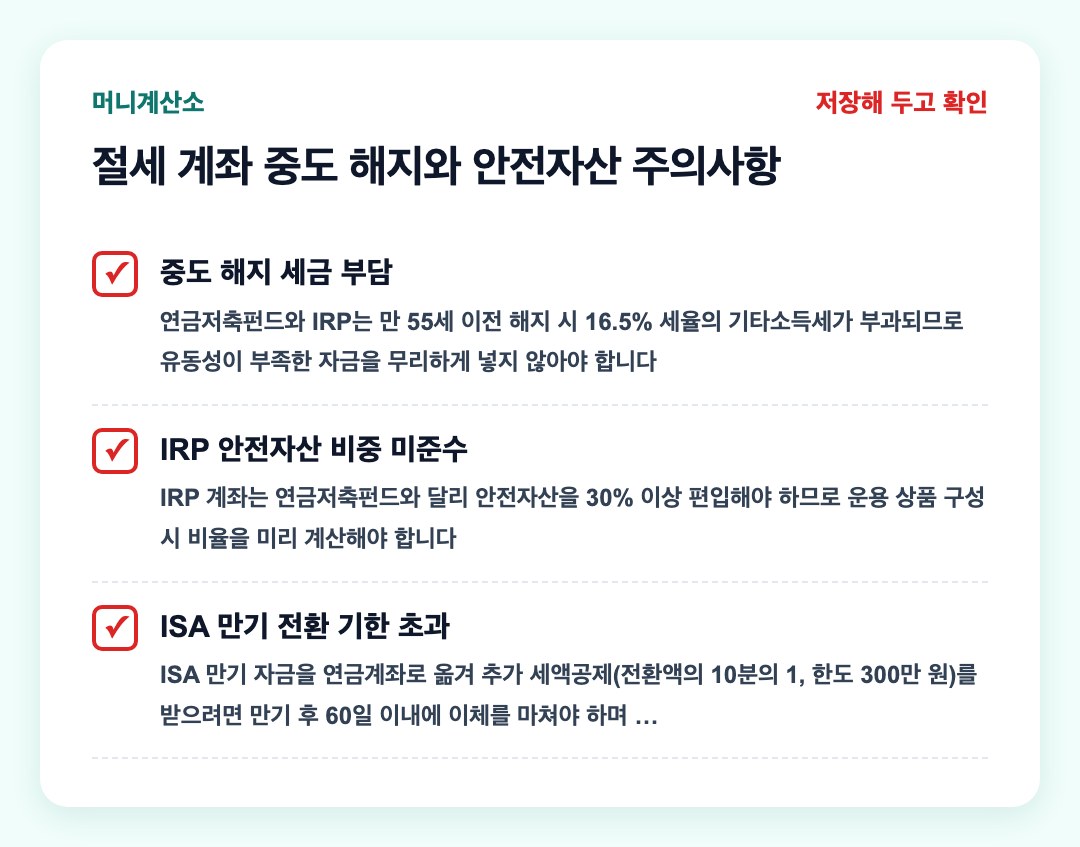 머니계산소
저장해 두고 확인
절세 계좌 중도 해지와 안전자산 주의사항
중도 해지 세금 부담
연금저축펀드와 IRP는 만 55세 이전 해지 시 16.5% 세율의 기타소득세가 부과되므로
유동성이 부족한 자금을 무리하게 넣지 않아야 합니다
IRP 안전자산 비중 미준수
IRP 계좌는 연금저축펀드와 달리 안전자산을 30% 이상 편입해야 하므로 운용 상품 구성
시 비율을 미리 계산해야 합니다
ISA 만기 전환 기한 초과
ISA 만기 자금을 연금계좌로 옮겨 추가 세액공제(전환액의 10분의 1, 한도 300만 원)를
받으려면 만기 후 60일 이내에 이체를 마쳐야 하며 …